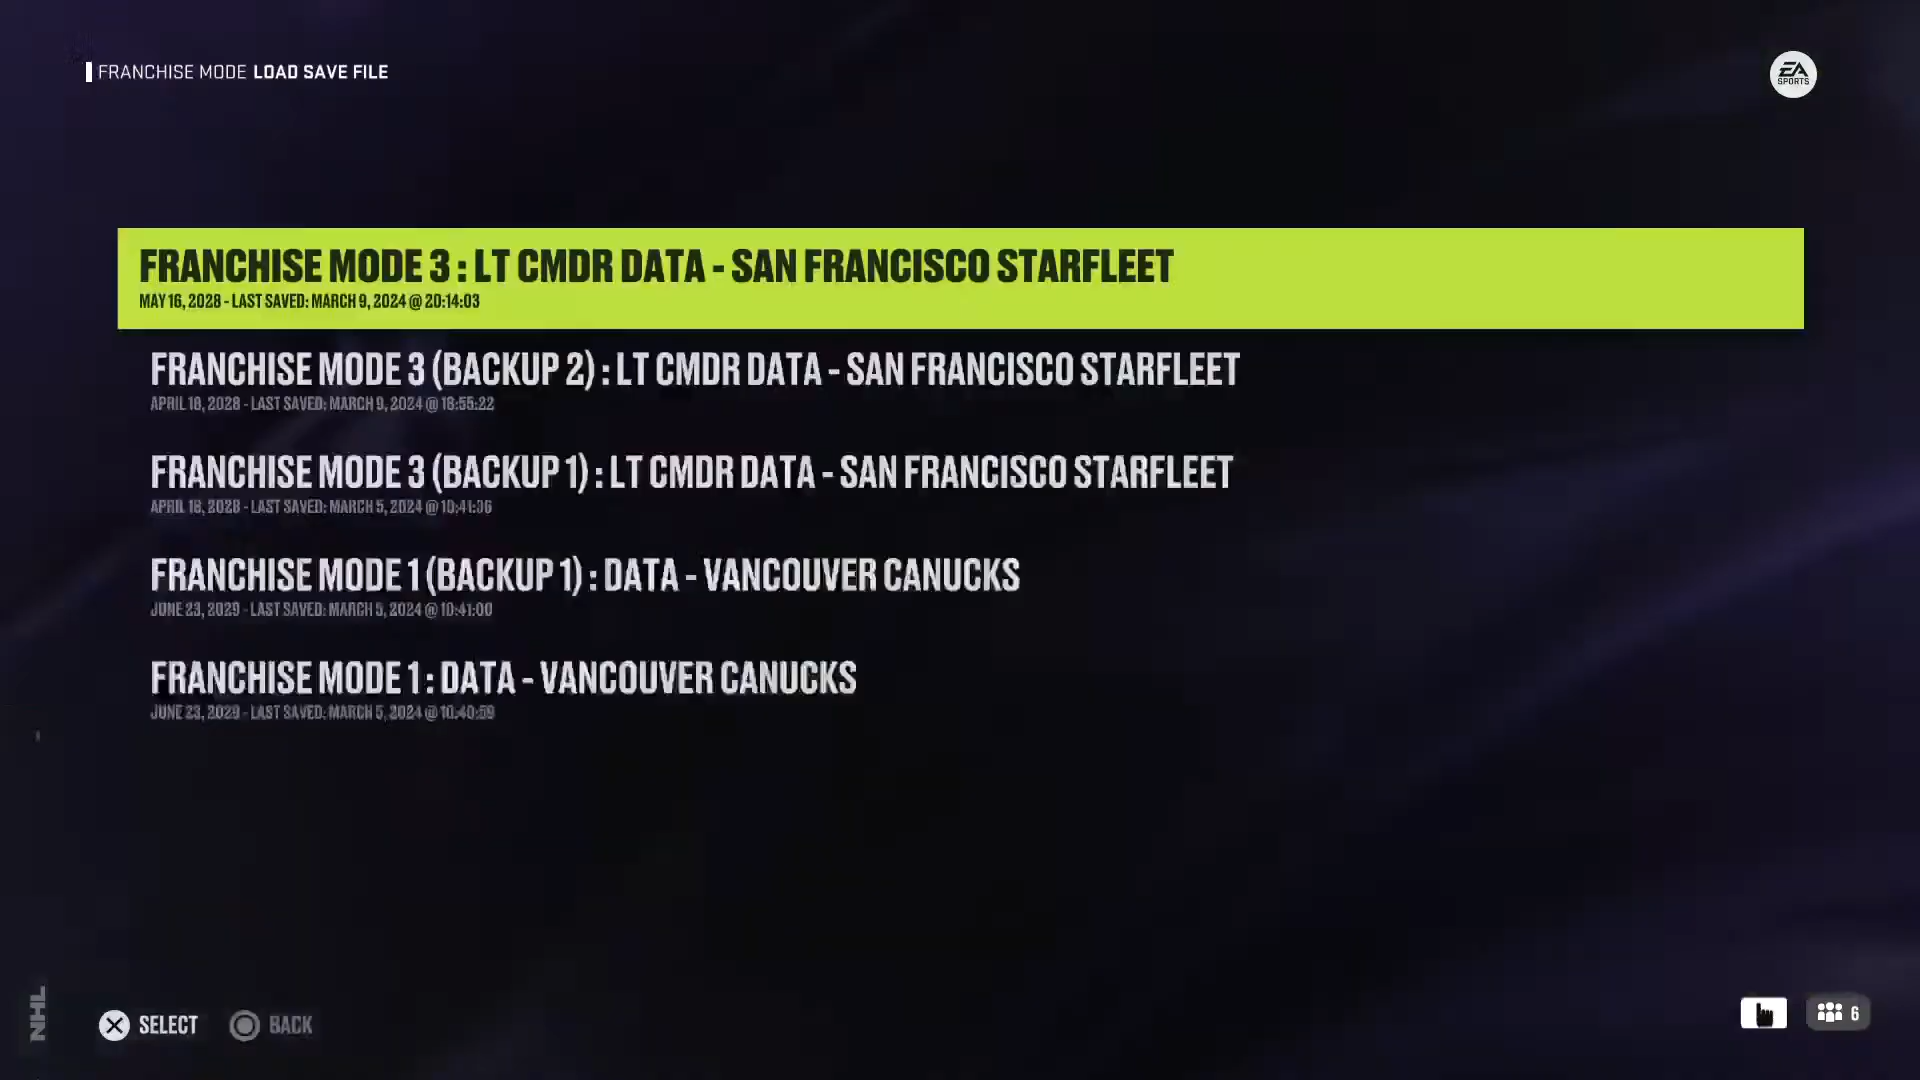 FRANCHISE MODE LOAD SAVE FILE
EA SPORTS
FRANCHISE MODE 3 : LT CMDR DATA - SAN FRANCISCO STARFLEET
MAY 16, 2028 - LAST SAVED: MARCH 9, 2024 @ 20:14:03
FRANCHISE MODE 3 (BACKUP 2) : LT CMDR DATA - SAN FRANCISCO STARFLEET
APRIL 18, 2028 - LAST SAVED: MARCH 9, 2024 @ 18:55:22
FRANCHISE MODE 3 (BACKUP 1) : LT CMDR DATA - SAN FRANCISCO STARFLEET
APRIL 18, 2028 - LAST SAVED: MARCH 5, 2024 @ 10:41:36
FRANCHISE MODE 1 (BACKUP 1) : DATA - VANCOUVER CANUCKS
JUNE 23, 2029 - LAST SAVED: MARCH 5, 2024 @ 10:41:00
FRANCHISE MODE 1 : DATA - VANCOUVER CANUCKS
JUNE 23, 2029 - LAST SAVED: MARCH 5, 2024 @ 10:40:59
NHL
SELECT BACK
6